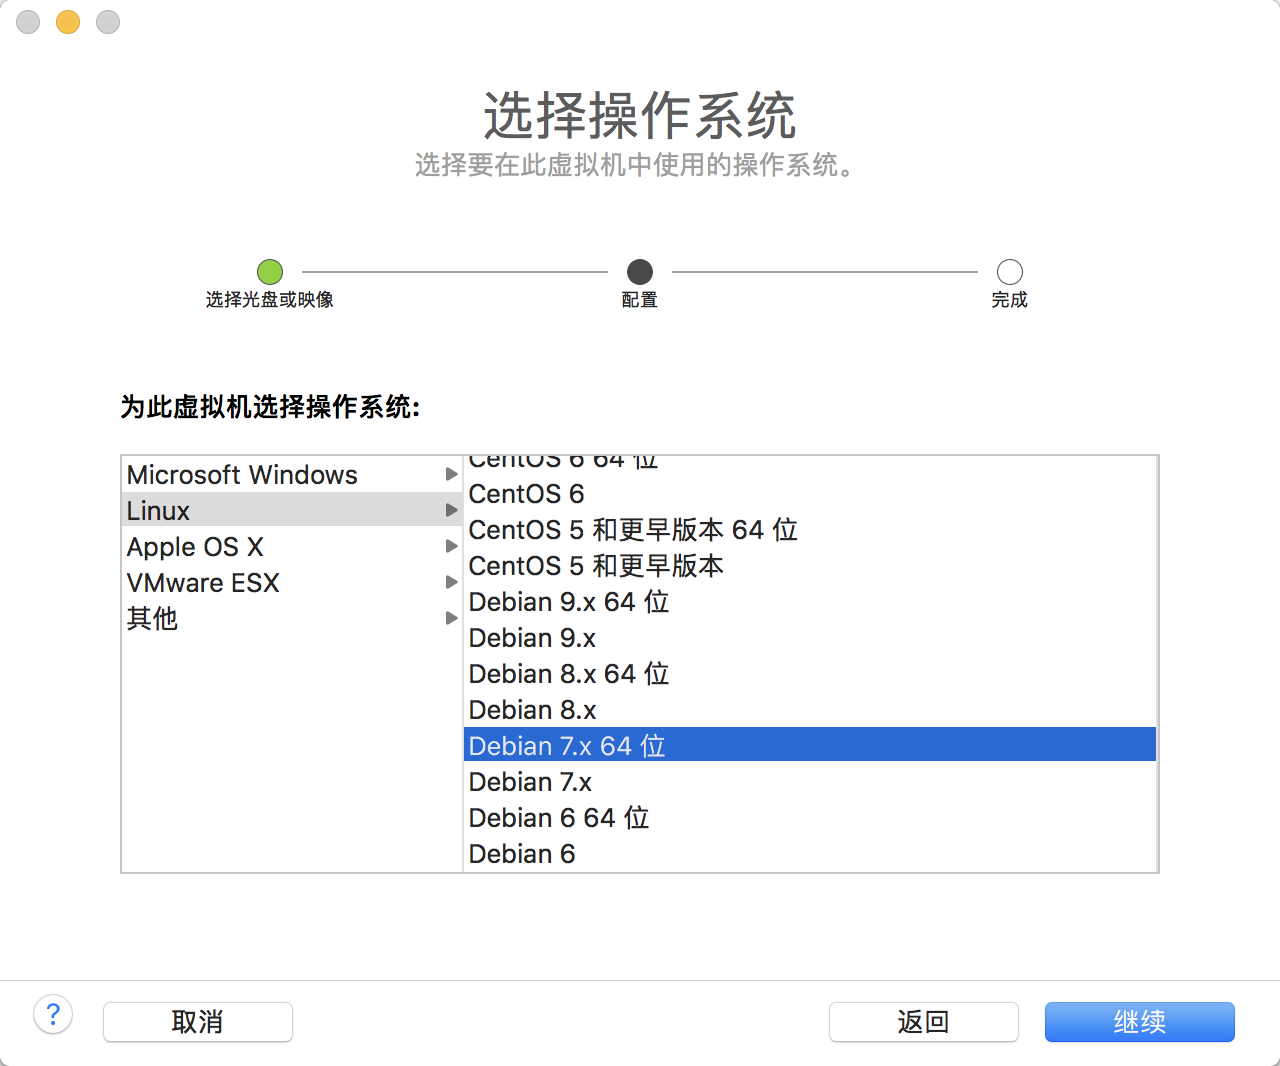 选择操作系统
选择要在此虚拟机中使用的操作系统。
选择光盘或映像
配置
完成
为此虚拟机选择操作系统:
Microsoft Windows
Linux
Apple OS X
VMware ESX
其他
CentOS 6 64 位
CentOS 6
CentOS 5 和更早版本 64 位
CentOS 5 和更早版本
Debian 9.x 64 位
Debian 9.x
Debian 8.x 64 位
Debian 8.x
Debian 7.x 64 位
Debian 7.x
Debian 6 64 位
Debian 6
?
取消
返回
继续